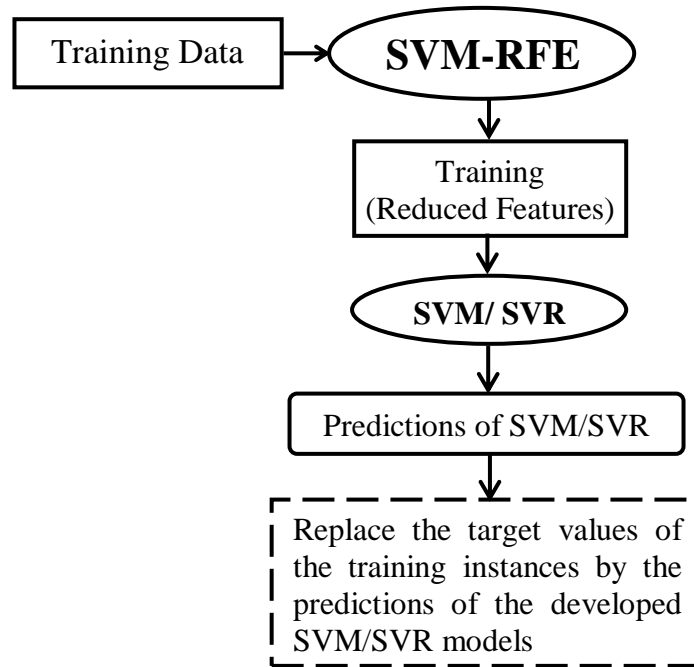 Training Data
SVM-RFE
Training
(Reduced Features)
SVM/ SVR
Predictions of SVM/SVR
Replace the target values of
the training instances by the
predictions of the developed
SVM/SVR models